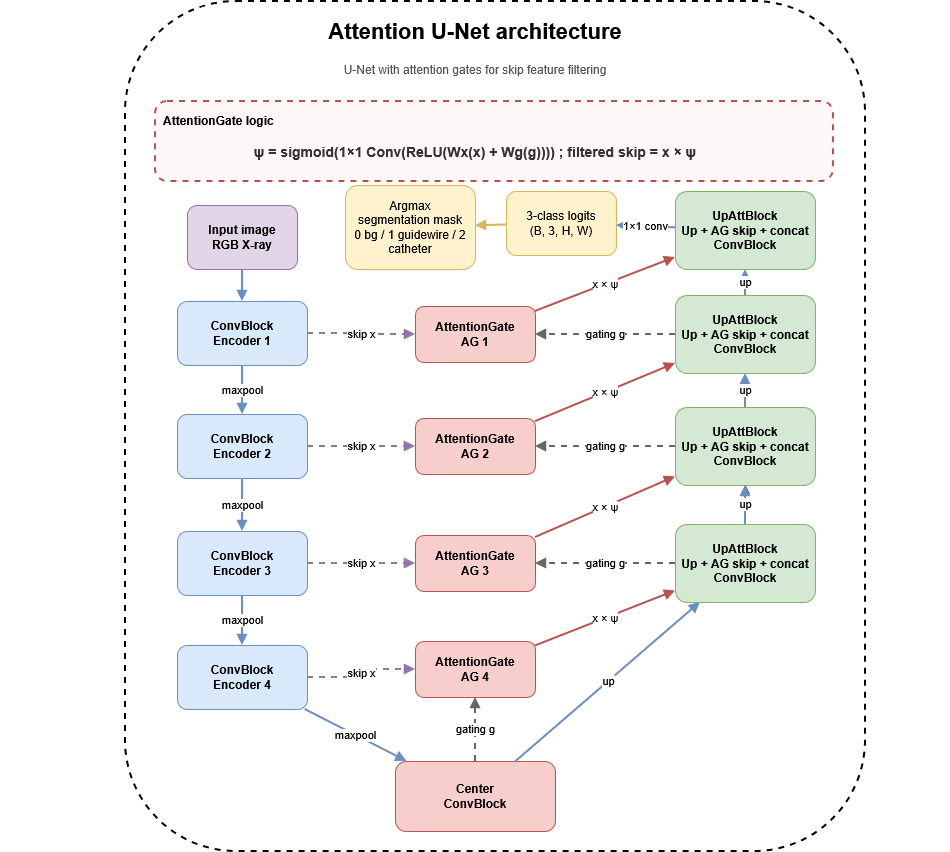 Attention U-Net architecture
U-Net with attention gates for skip feature filtering
AttentionGate logic
ψ = sigmoid(1×1 Conv(ReLU(Wx(x) + Wg(g)))) ; filtered skip = x × ψ
Input image
RGB X-ray
Argmax
segmentation mask
0 bg / 1 guidewire / 2
catheter
3-class logits
(B, 3, H, W)
1×1 conv
UpAttBlock
Up + AG skip + concat
ConvBlock
x × ψ
up
ConvBlock
Encoder 1
skip x
AttentionGate
AG 1
gating g
UpAttBlock
Up + AG skip + concat
ConvBlock
maxpool
x × ψ
up
ConvBlock
Encoder 2
skip x
AttentionGate
AG 2
gating g
UpAttBlock
Up + AG skip + concat
ConvBlock
maxpool
x × ψ
up
ConvBlock
Encoder 3
skip x
AttentionGate
AG 3
gating g
UpAttBlock
Up + AG skip + concat
ConvBlock
maxpool
x × ψ
ConvBlock
Encoder 4
skip x
AttentionGate
AG 4
up
maxpool
gating g
Center
ConvBlock